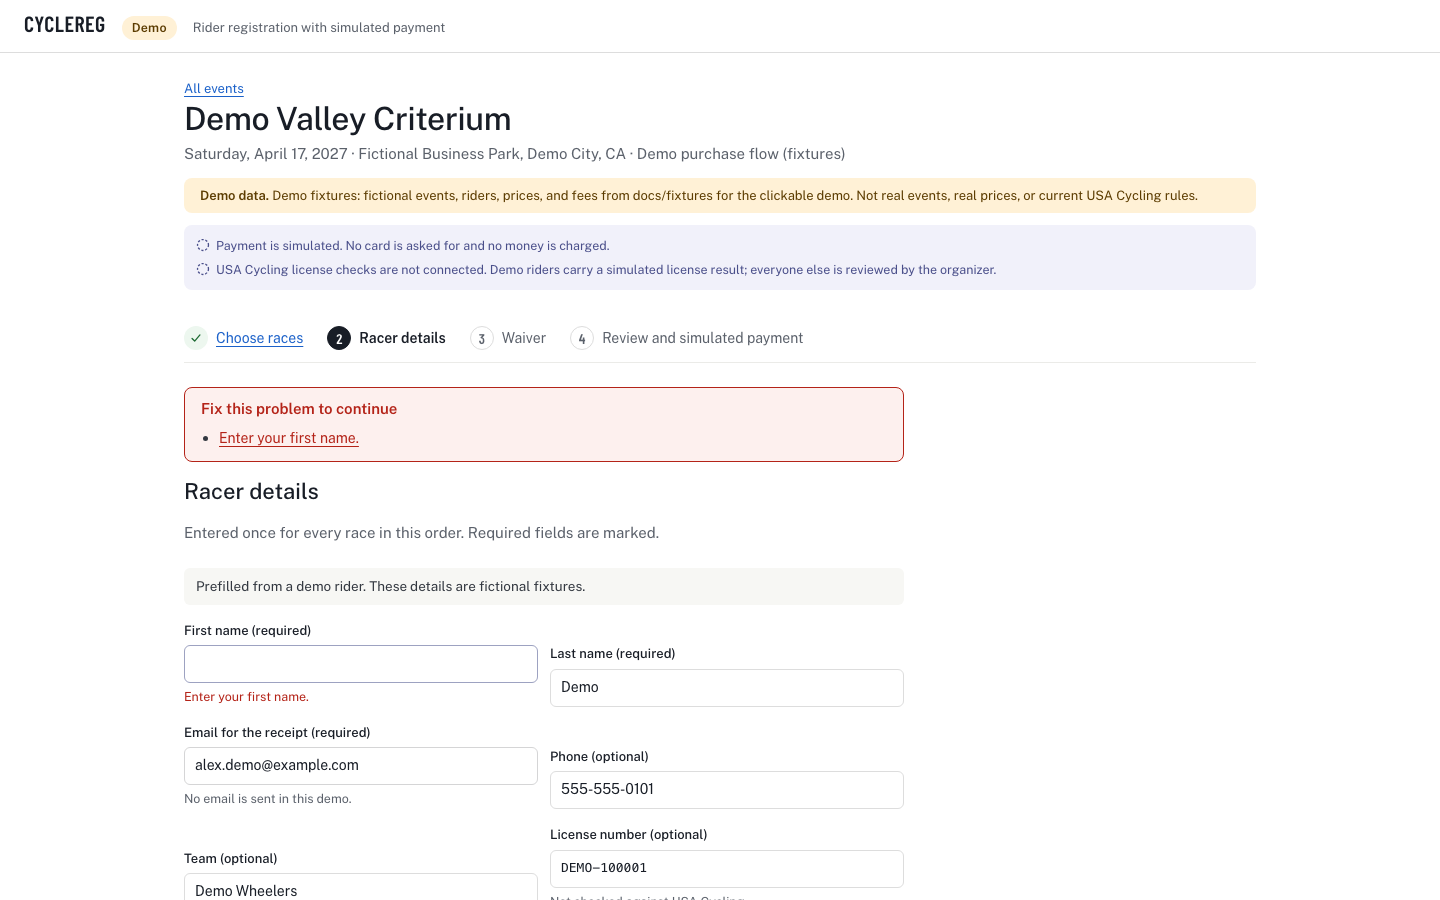 CYCLEREG
Demo
Rider registration with simulated payment
All events
Demo Valley Criterium
Saturday, April 17, 2027 · Fictional Business Park, Demo City, CA · Demo purchase flow (fixtures)
Demo data. Demo fixtures: fictional events, riders, prices, and fees from docs/fixtures for the clickable demo. Not real events, real prices, or current USA Cycling rules.
Payment is simulated. No card is asked for and no money is charged.
USA Cycling license checks are not connected. Demo riders carry a simulated license result; everyone else is reviewed by the organizer.
Choose races
2 Racer details
3 Waiver
4 Review and simulated payment
Fix this problem to continue
• Enter your first name.
Racer details
Entered once for every race in this order. Required fields are marked.
Prefilled from a demo rider. These details are fictional fixtures.
First name (required)
Enter your first name.
Last name (required)
Demo
Email for the receipt (required)
alex.demo@example.com
No email is sent in this demo.
Phone (optional)
555-555-0101
Team (optional)
Demo Wheelers
License number (optional)
DEMO-100001